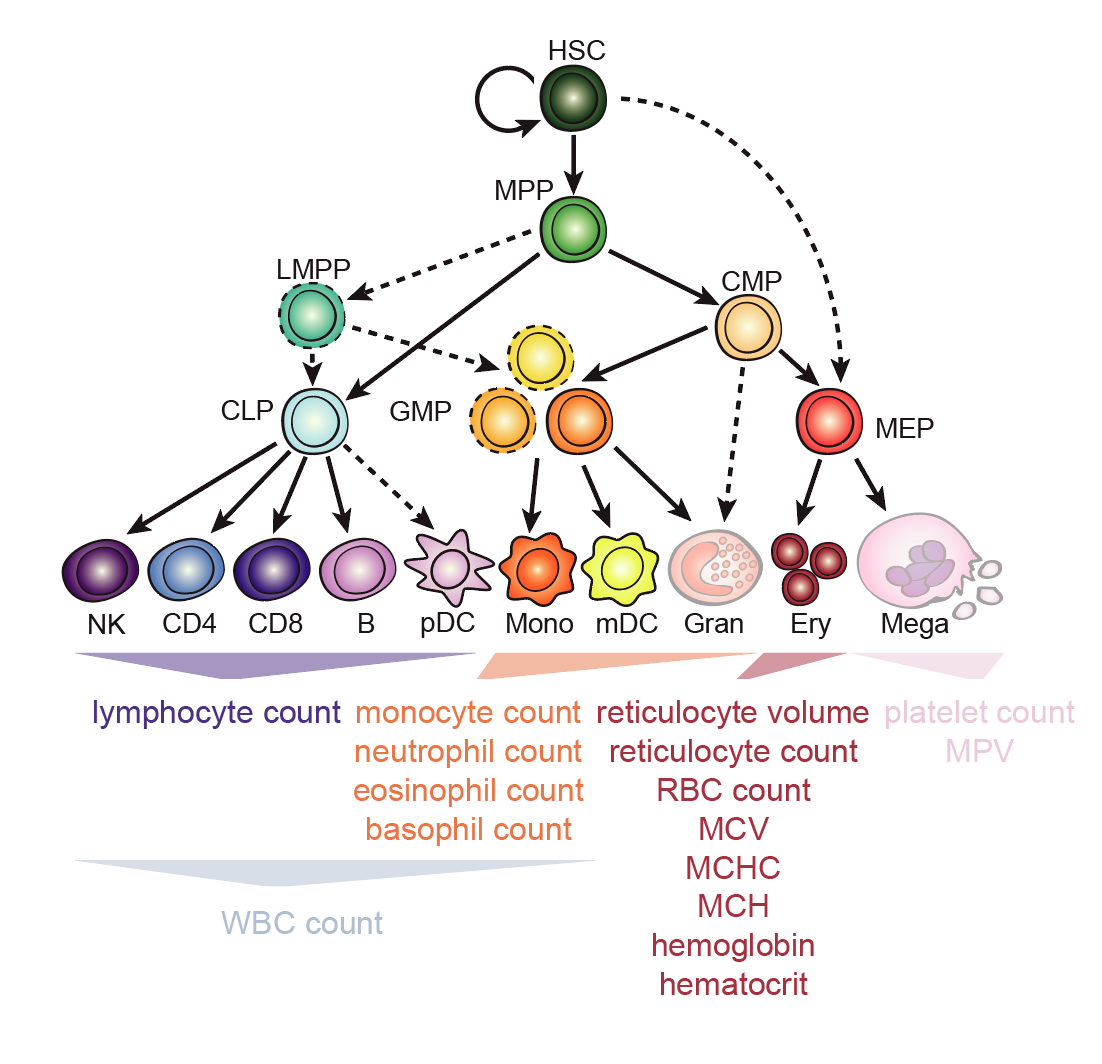 HSC
MPP
LMPP
CMP
CLP
GMP
MEP
NK CD4 CD8 B pDC Mono mDC Gran Ery Mega
lymphocyte count monocyte count reticulocyte volume platelet count
neutrophil count reticulocyte count MPV
eosinophil count RBC count
basophil count MCV
MCHC
MCH
WBC count
hemoglobin
hematocrit